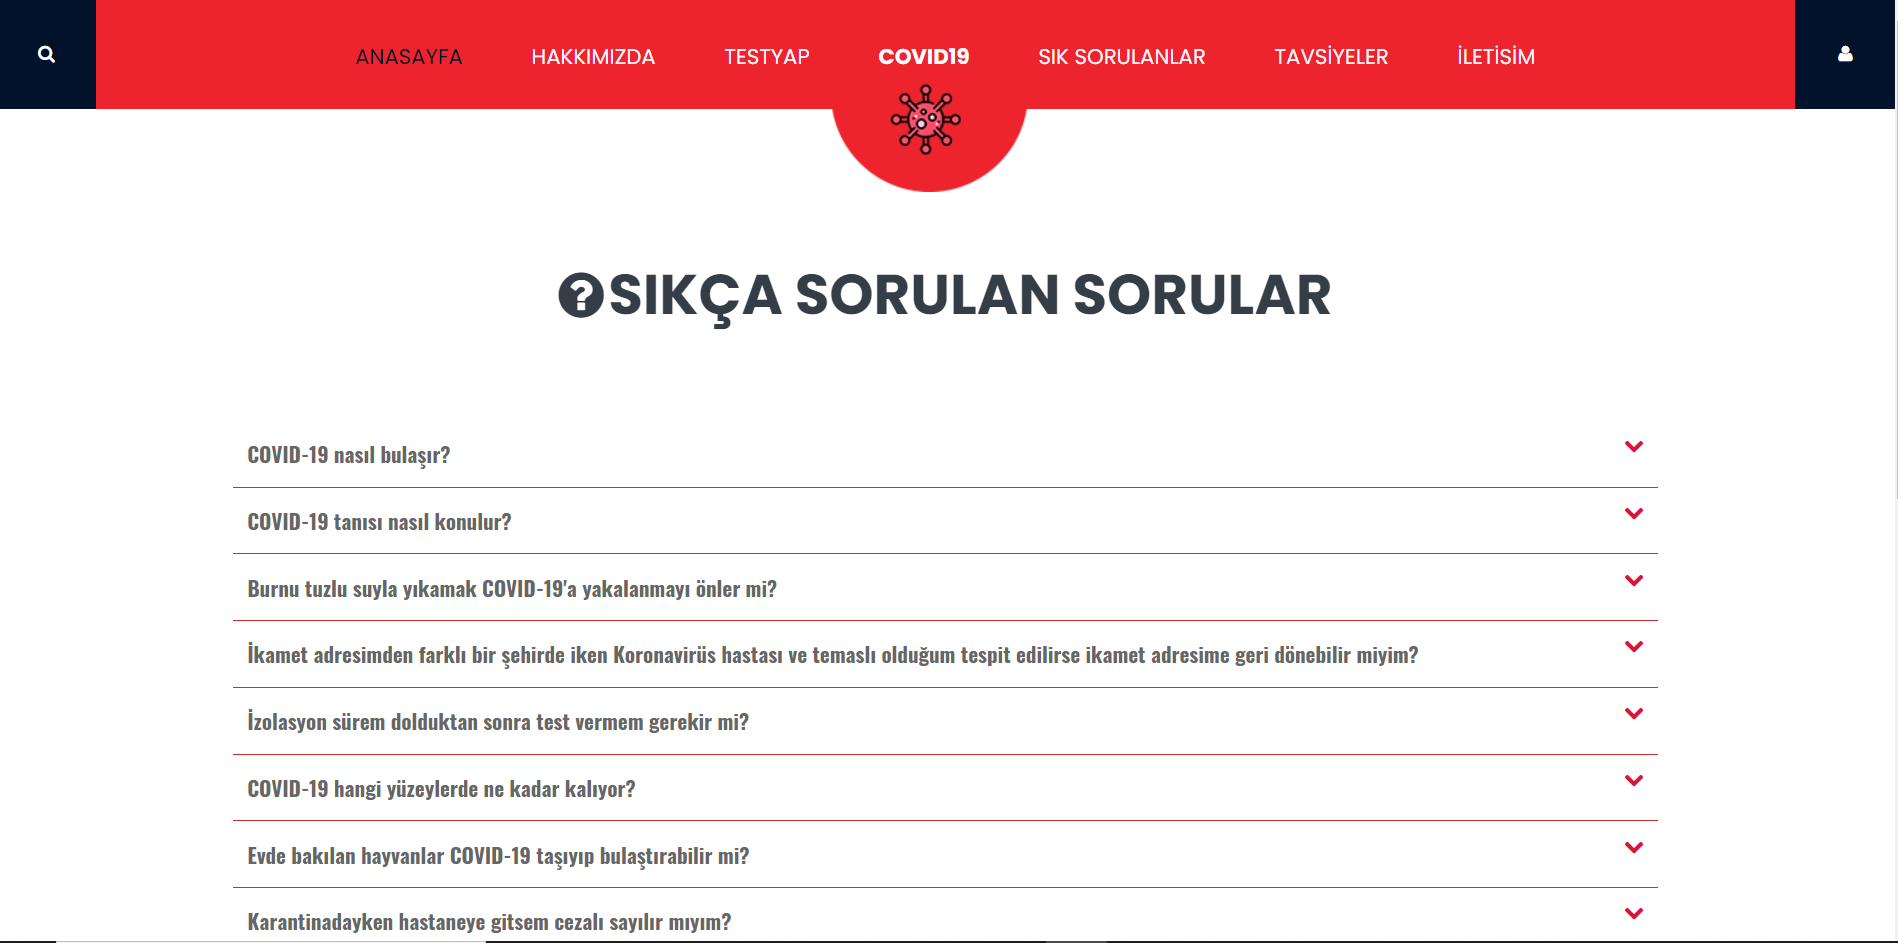 ANASAYFA HAKKIMIZDA TESTYAP COVID19 SIK SORULANLAR TAVSİYELER İLETİSİM
SIKÇA SORULAN SORULAR
COVID-19 nasıl bulaşır?
COVID-19 tanısı nasıl konulur?
Burnu tuzlu suyla yıkamak COVID-19'a yakalanmayı önler mi?
İkamet adresimden farklı bir şehirde iken Koronavirüs hastası ve temaslı olduğum tespit edilirse ikamet adresime geri dönebilir miyim?
İzolasyon sürem dolduktan sonra test vermem gerekir mi?
COVID-19 hangi yüzeylerde ne kadar kalıyor?
Evde bakılan hayvanlar COVID-19 taşıyıp bulaştırabilir mi?
Karantinadayken hastaneye gitsem cezalı sayılır mıyım?